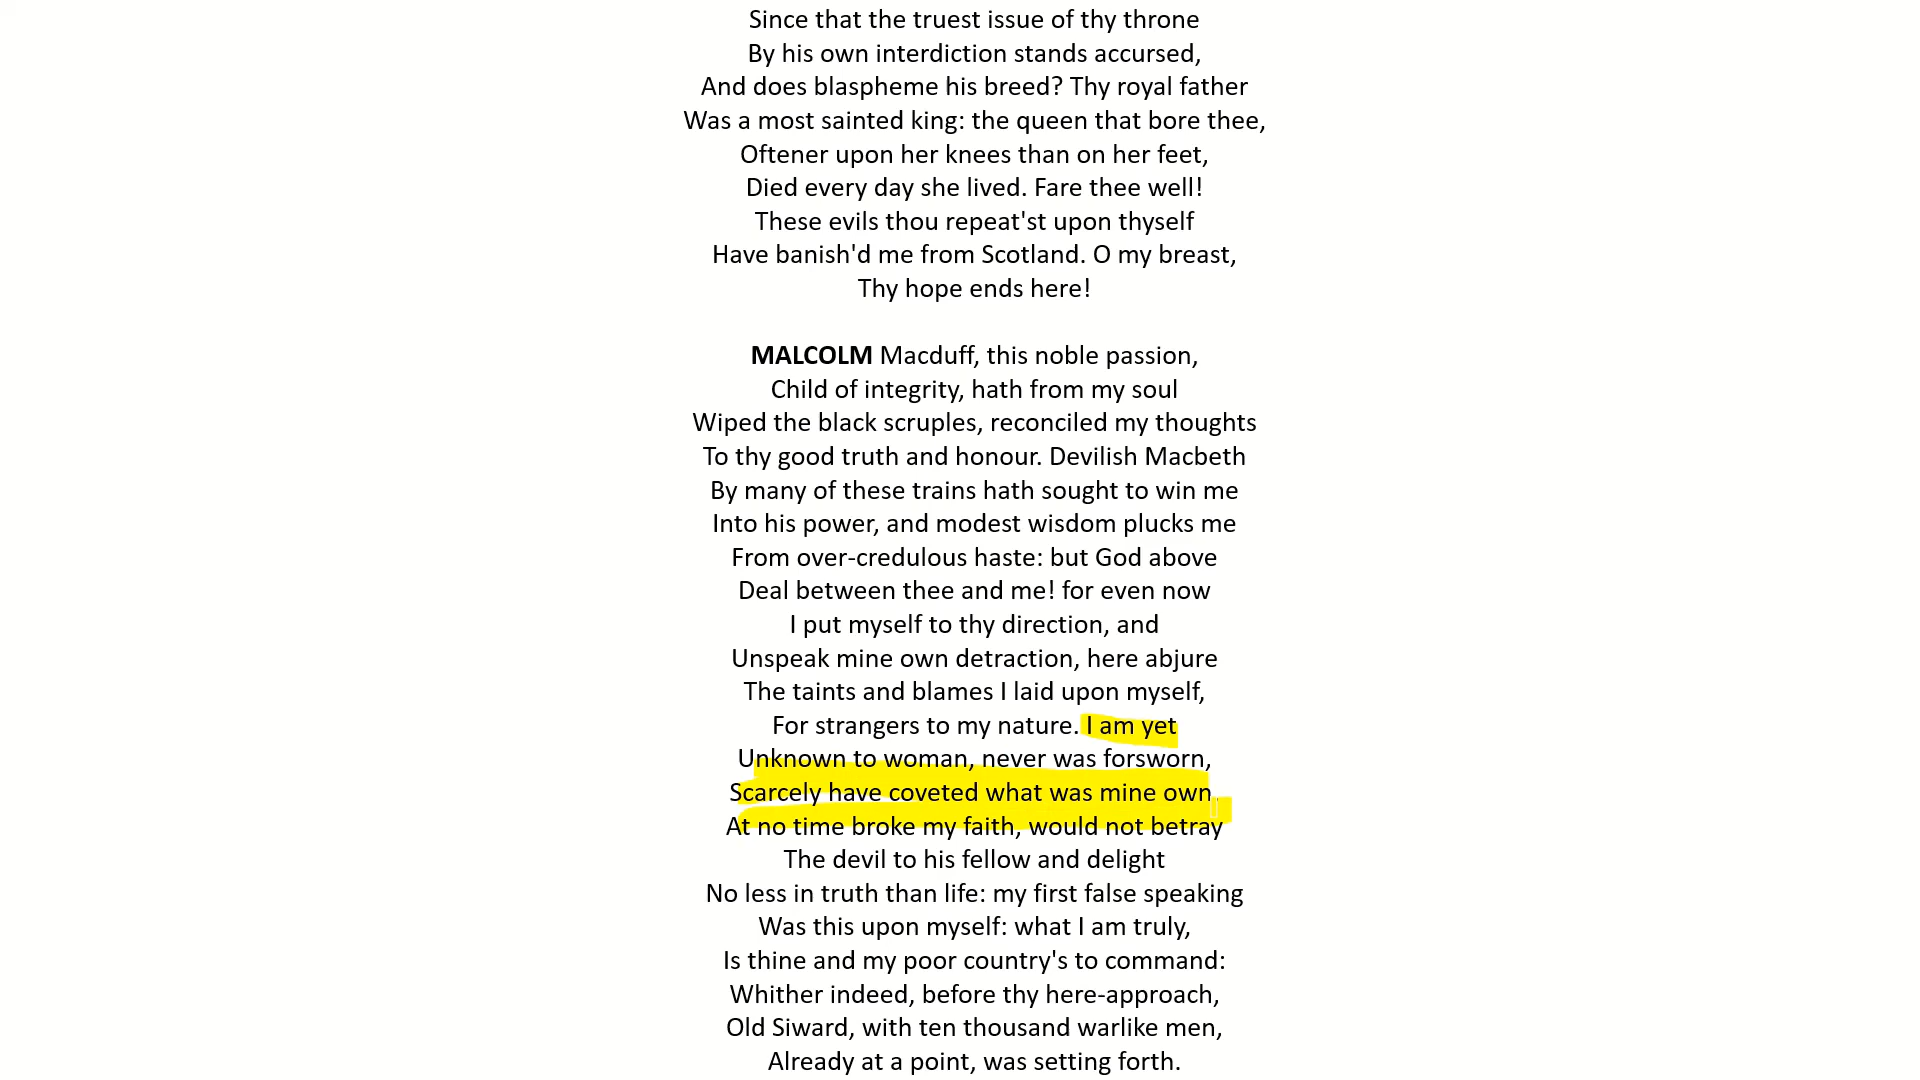 Since that the truest issue of thy throne
By his own interdiction stands accursed,
And does blaspheme his breed? Thy royal father
Was a most sainted king: the queen that bore thee,
Oftener upon her knees than on her feet,
Died every day she lived. Fare thee well!
These evils thou repeat'st upon thyself
Have banish'd me from Scotland. O my breast,
Thy hope ends here!
MALCOLM Macduff, this noble passion,
Child of integrity, hath from my soul
Wiped the black scruples, reconciled my thoughts
To thy good truth and honour. Devilish Macbeth
By many of these trains hath sought to win me
Into his power, and modest wisdom plucks me
From over-credulous haste: but God above
Deal between thee and me! for even now
I put myself to thy direction, and
Unspeak mine own detraction, here abjure
The taints and blames I laid upon myself,
For strangers to my nature. I am yet
Unknown to woman, never was forsworn,
Scarcely have coveted what was mine own,
At no time broke my faith, would not betray
The devil to his fellow and delight
No less in truth than life: my first false speaking
Was this upon myself: what I am truly,
Is thine and my poor country's to command:
Whither indeed, before thy here-approach,
Old Siward, with ten thousand warlike men,
Already at a point, was setting forth.